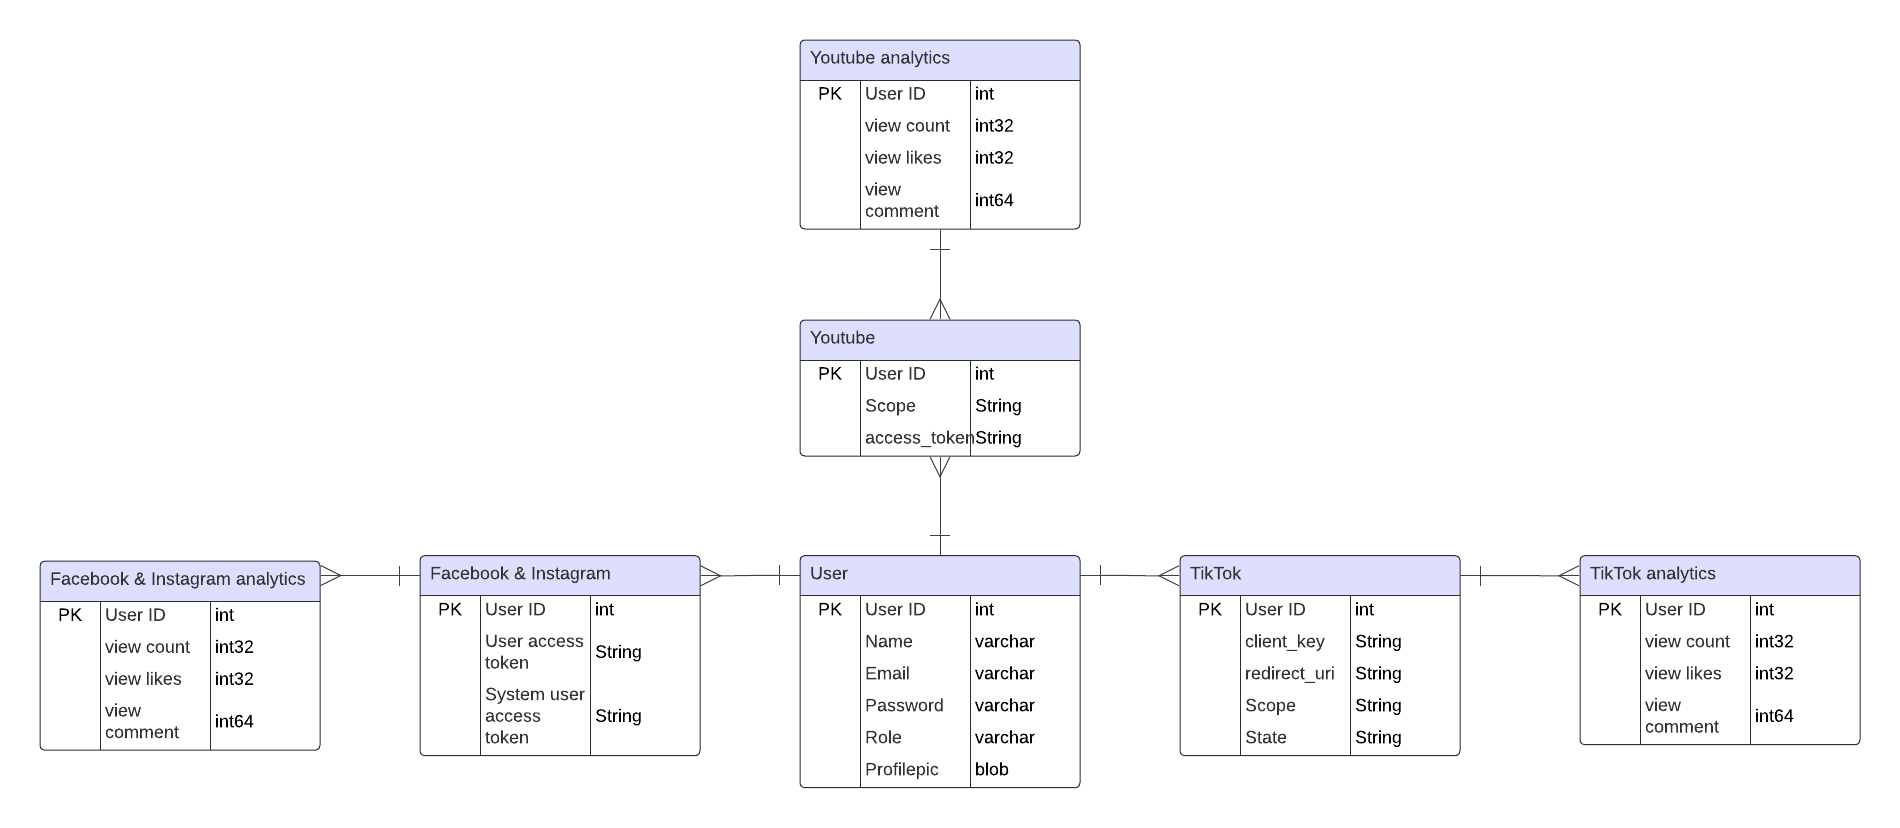 Youtube analytics
PK User ID int
view count int32
view likes int32
view
comment int64
Youtube
PK User ID int
Scope String
access_token String
Facebook & Instagram analytics
PK User ID int
view count int32
view likes int32
view
comment int64
Facebook & Instagram
PK User ID int
User access
token String
System user
access String
token
User
PK User ID int
Name varchar
Email varchar
Password varchar
Role varchar
Profilepic blob
TikTok
PK User ID int
client_key String
redirect_uri String
Scope String
State String
TikTok analytics
PK User ID int
view count int32
view likes int32
view
comment int64